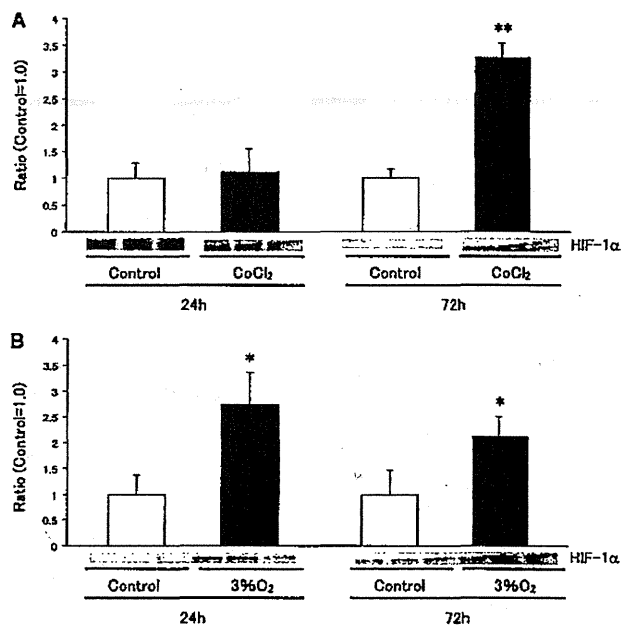 A
Ratio (Control=1.0)
4
3.5
3
2.5
2
1.5
1
0.5
0
**
HIF-1α
Control CoCl₂ Control CoCl₂
24h 72h
B
Ratio (Control=1.0)
4
3.5
3
2.5
2
1.5
1
0.5
0
* *
HIF-1α
Control 3%O₂ Control 3%O₂
24h 72h